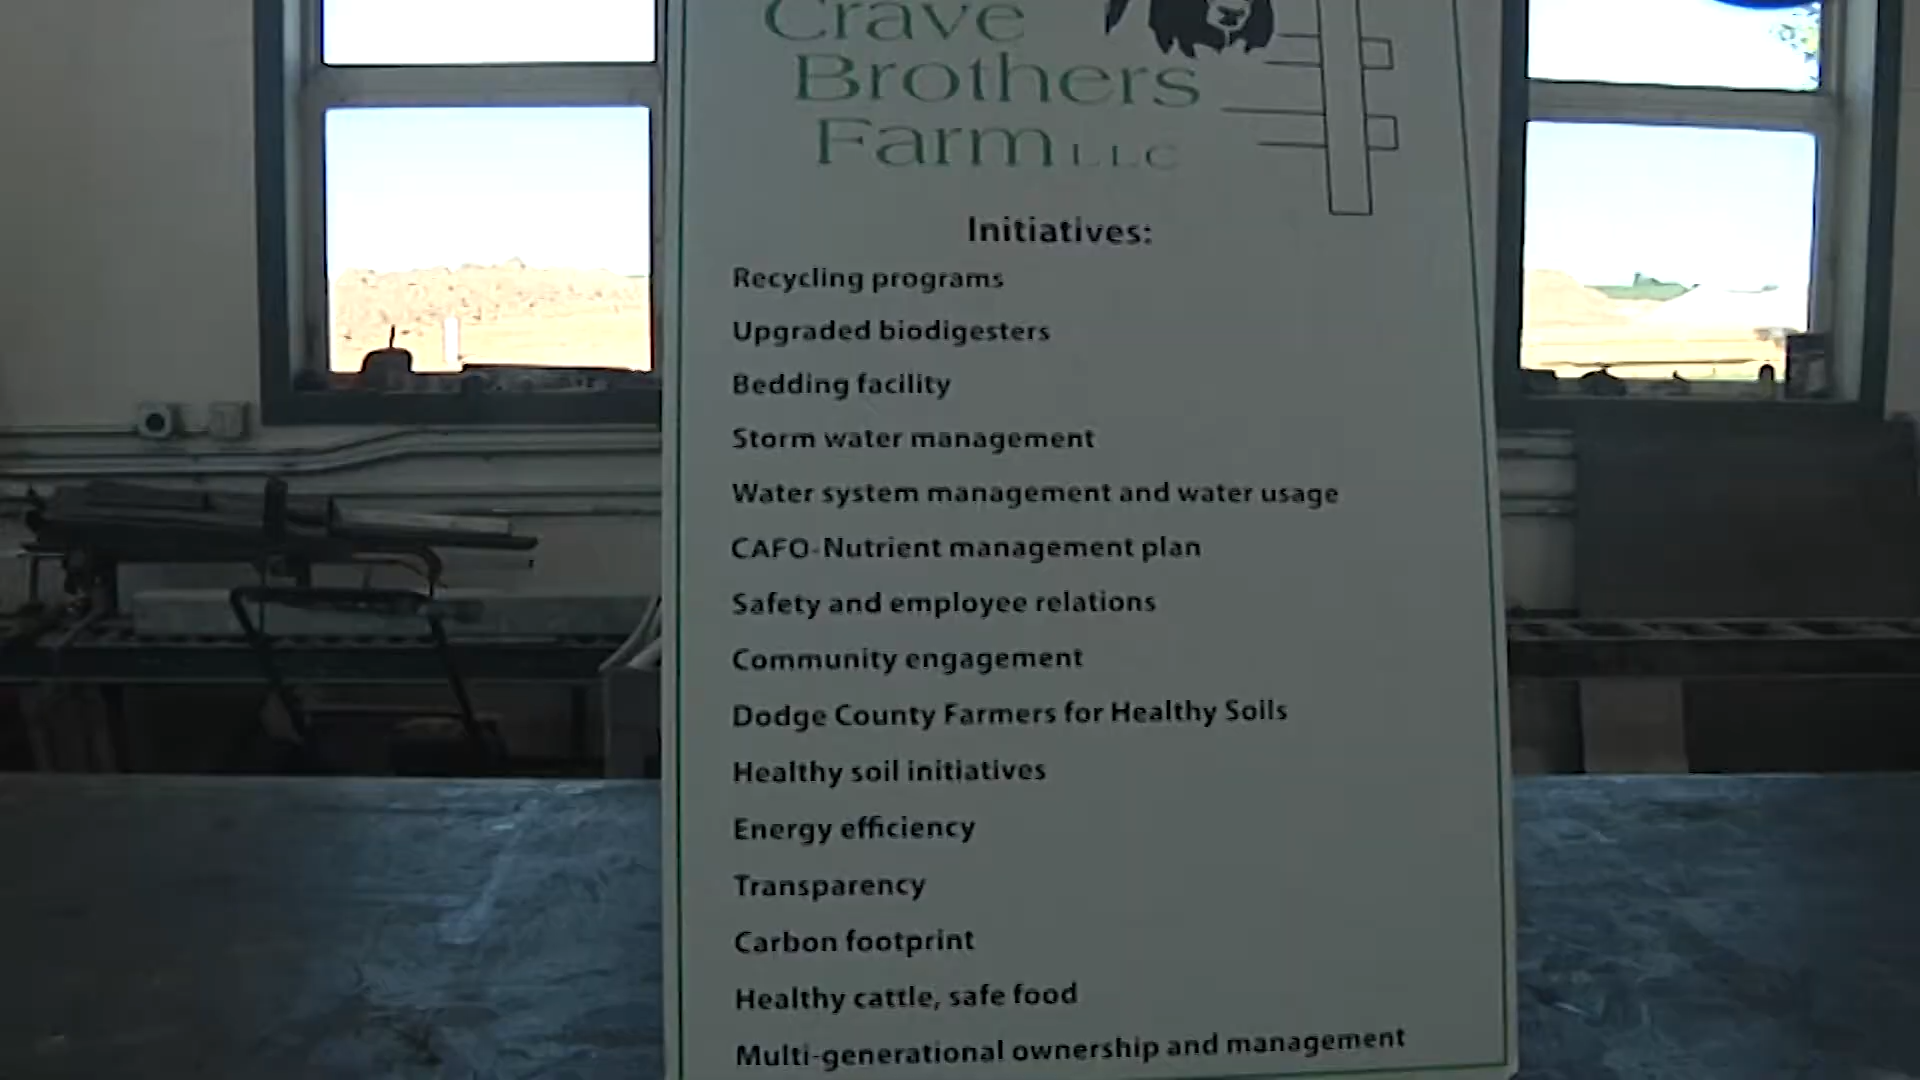 Crave
Brothers
Farm LLC
Initiatives:
Recycling programs
Upgraded biodigesters
Bedding facility
Storm water management
Water system management and water usage
CAFO-Nutrient management plan
Safety and employee relations
Community engagement
Dodge County Farmers for Healthy Soils
Healthy soil initiatives
Energy efficiency
Transparency
Carbon footprint
Healthy cattle, safe food
Multi-generational ownership and management